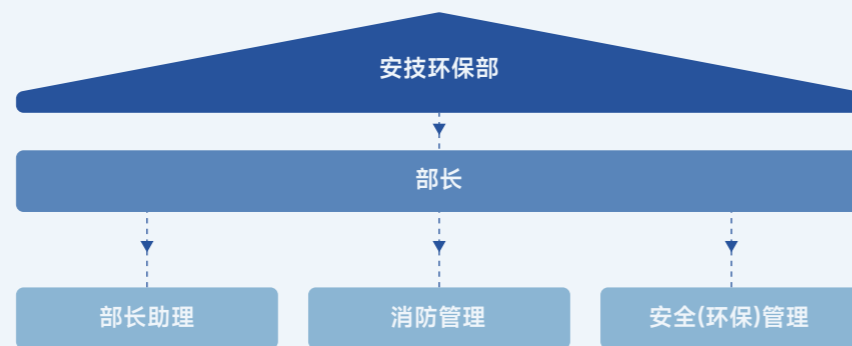 安技环保部
部长
部长助理
消防管理
安全(环保)管理